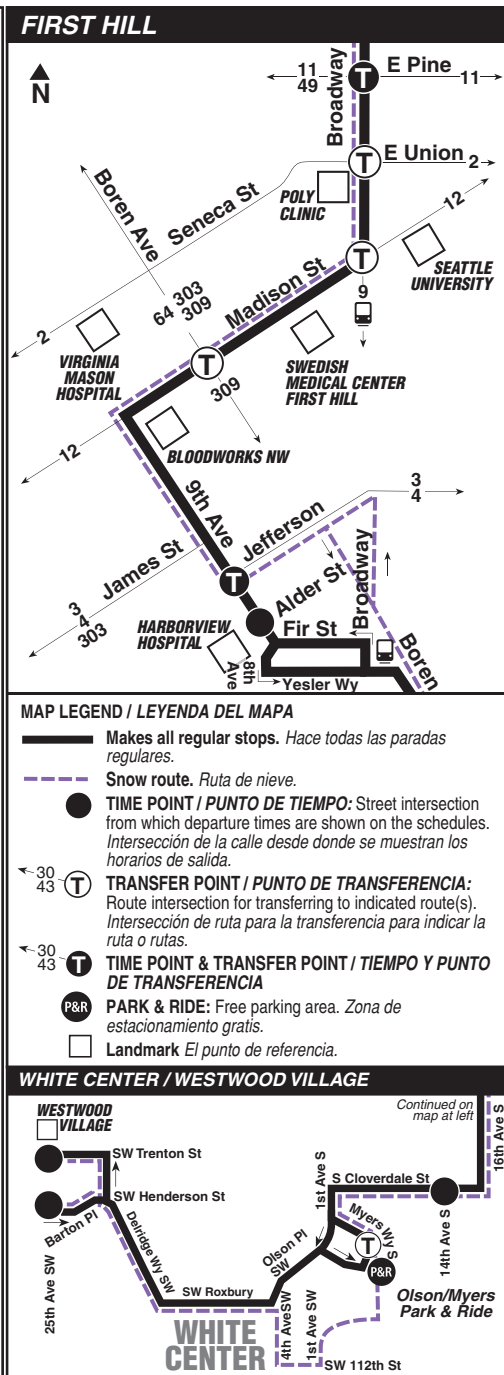 FIRST HILL
N
11
49
E Pine
11
Broadway
E Union
2
POLY
CLINIC
Boren Ave
Seneca St
12
SEATTLE
UNIVERSITY
Madison St
9
64 303
309
2
VIRGINIA
MASON
HOSPITAL
SWEDISH
MEDICAL CENTER
FIRST HILL
309
12
BLOODWORKS NW
9th Ave
Jefferson
3
4
James St
Alder St
Broadway
3
4
303
HARBORVIEW
HOSPITAL
Fir St
Boren
8th
Ave
Yesler Wy
T
T
T
T
T
MAP LEGEND / LEYENDA DEL MAPA
Makes all regular stops. Hace todas las paradas
regulares.
Snow route. Ruta de nieve.
TIME POINT / PUNTO DE TIEMPO: Street intersection
from which departure times are shown on the schedules.
Intersección de la calle desde donde se muestran los
horarios de salida.
30
43
T
TRANSFER POINT / PUNTO DE TRANSFERENCIA:
Route intersection for transferring to indicated route(s).
Intersección de ruta para la transferencia para indicar la
ruta o rutas.
30
43
T
TIME POINT & TRANSFER POINT / TIEMPO Y PUNTO
DE TRANSFERENCIA
P&R
PARK & RIDE: Free parking area. Zona de
estacionamiento gratis.
Landmark El punto de referencia.
WHITE CENTER / WESTWOOD VILLAGE
WESTWOOD
VILLAGE
Continued on
map at left
16th Ave S
SW Trenton St
1st Ave S
S Cloverdale St
SW Henderson St
Barton Pl
25th Ave SW
Delridge Wy SW
Olson Pl
SW
Myers Wy S
T
14th Ave S
P&R
Olson/Myers
Park & Ride
SW Roxbury
WHITE
CENTER
4th Ave SW
1st Ave SW
SW 112th St